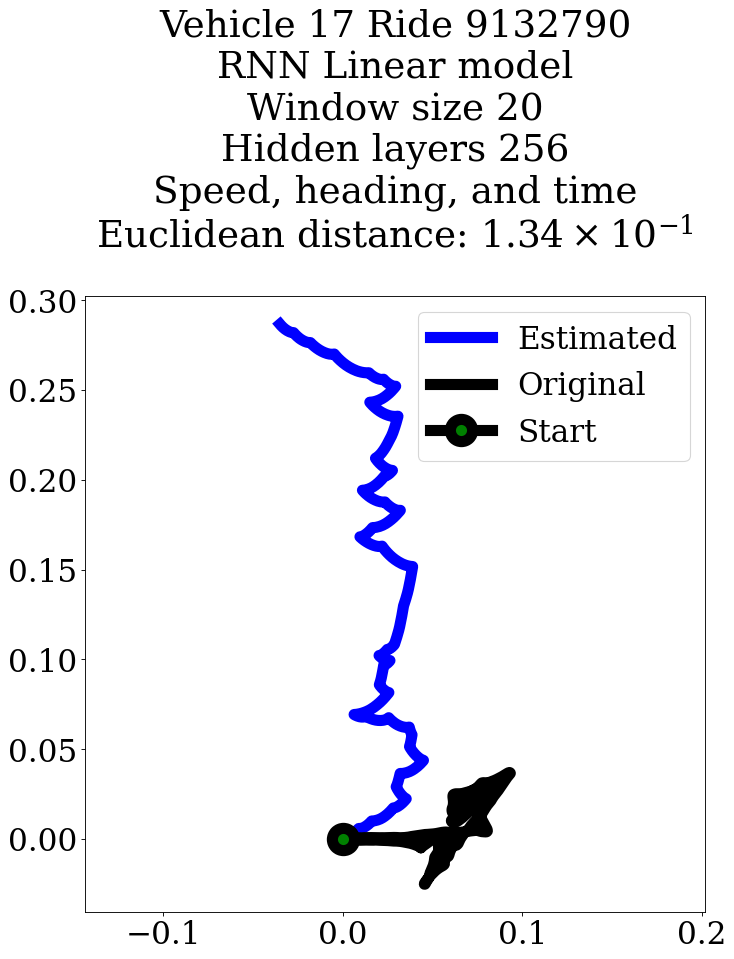 Vehicle 17 Ride 9132790
RNN Linear model
Window size 20
Hidden layers 256
Speed, heading, and time
Euclidean distance: 1.34 × 10⁻¹
0.30
0.25
0.20
0.15
0.10
0.05
0.00
−0.1
0.0
0.1
0.2
Estimated
Original
Start